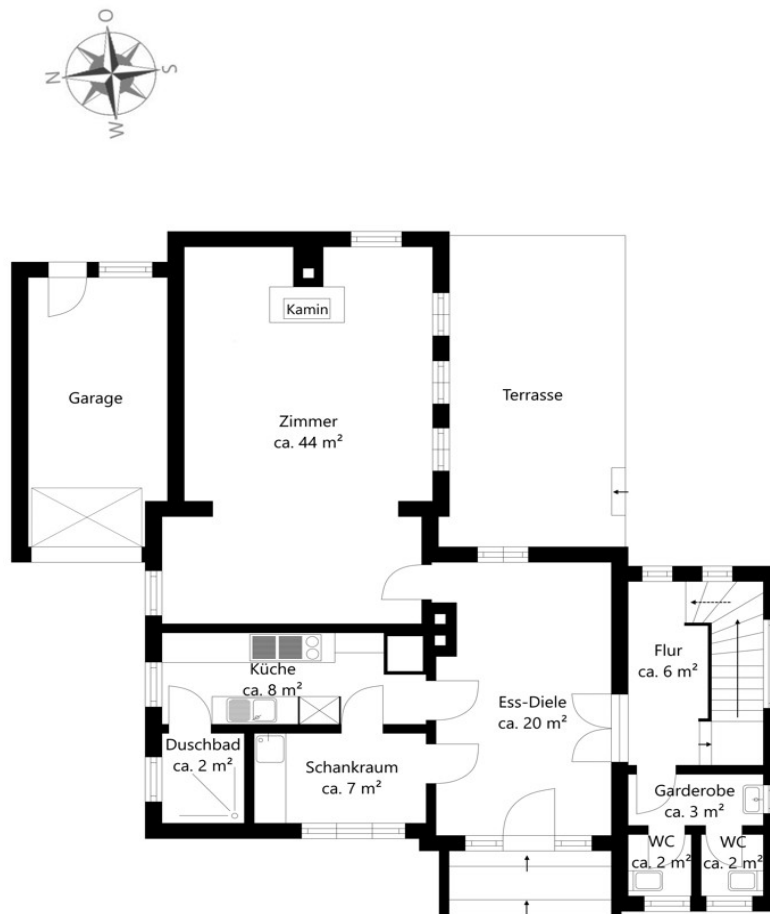 O
N
S
W
Kamin
Garage
Terrasse
Zimmer
ca. 44 m²
Flur
ca. 6 m²
Küche
ca. 8 m²
Ess-Diele
ca. 20 m²
Duschbad
ca. 2 m²
Schankraum
ca. 7 m²
Garderobe
ca. 3 m²
WC
ca. 2 m²
WC
ca. 2 m²